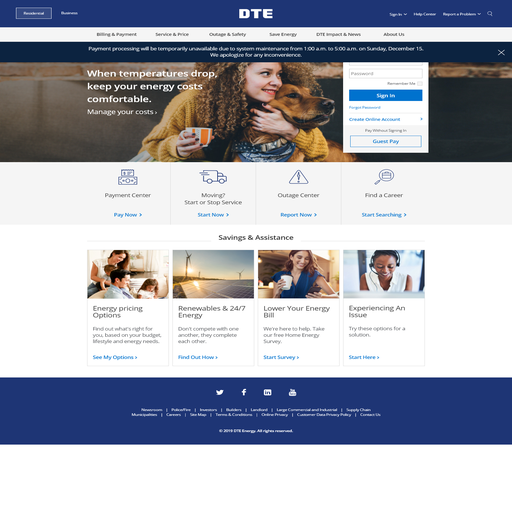 Residential
Business
DTE
Sign In
Help Center
Report a Problem
Billing & Payment
Service & Price
Outage & Safety
Save Energy
DTE Impact & News
About Us
Payment processing will be temporarily unavailable due to system maintenance from 1:00 a.m. to 5:00 a.m. on Sunday, December 15.
We apologize for any inconvenience.
When temperatures drop,
keep your energy costs
comfortable.
Manage your costs ›
Password
Remember Me
Sign In
Forgot Password
Create Online Account
Pay Without Signing In
Guest Pay
Payment Center
Pay Now
Moving?
Start or Stop Service
Start Now
Outage Center
Report Now
Find a Career
Start Searching
Savings & Assistance
Energy pricing
Options
Find out what's right for
you, based on your budget,
lifestyle and energy needs.
See My Options
Renewables & 24/7
Energy
Don't compete with one
another, they complete
each other.
Find Out How
Lower Your Energy
Bill
We're here to help. Take
our free Home Energy
Survey.
Start Survey
Experiencing An
Issue
Try these options for a
solution.
Start Here
Newsroom | Police/Fire | Investors | Builders | Landlord | Large Commercial and Industrial | Supply Chain
Municipalities | Careers | Site Map | Terms & Conditions | Online Privacy | Customer Data Privacy Policy | Contact Us
© 2019 DTE Energy. All rights reserved.